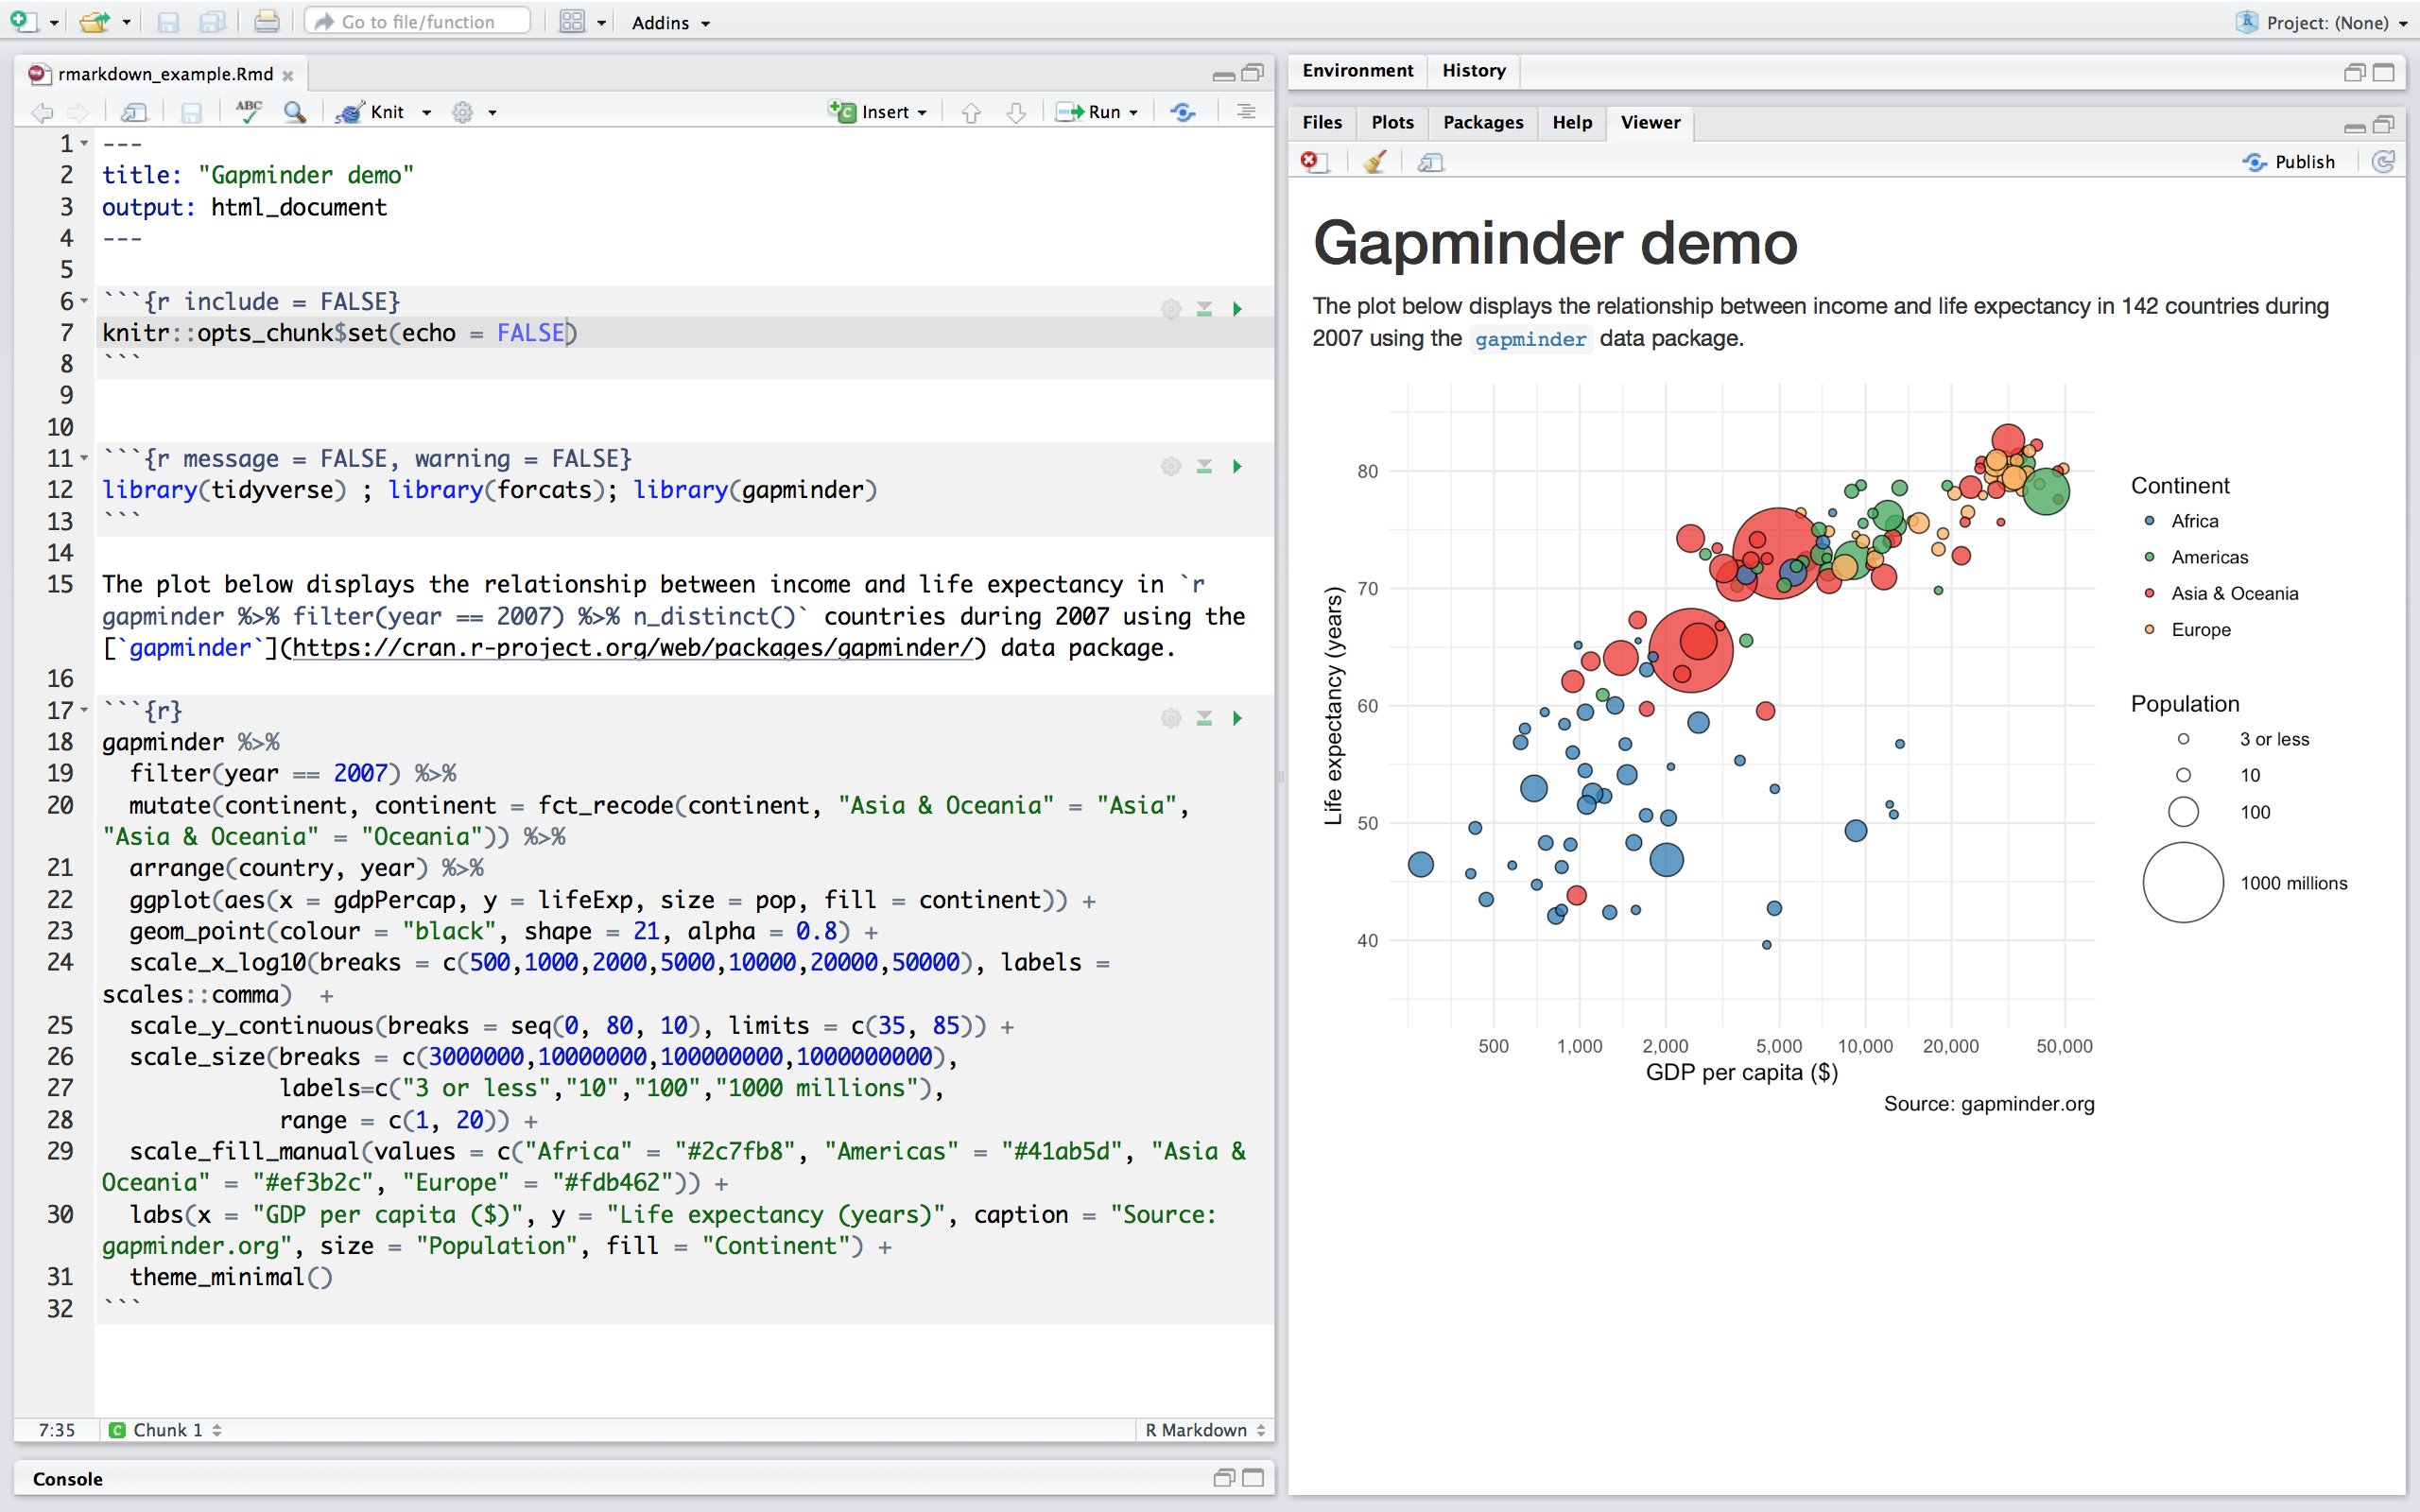 Go to file/function
Addins
Project: (None)
rmarkdown_example.Rmd
ABC
Knit
Insert
Run
1 ---
2 title: "Gapminder demo"
3 output: html_document
4 ---
5
6 ```{r include = FALSE}
7 knitr::opts_chunk$set(echo = FALSE)
8 ```
9
10
11 ```{r message = FALSE, warning = FALSE}
12 library(tidyverse) ; library(forcats); library(gapminder)
13 ```
14
15 The plot below displays the relationship between income and life expectancy in `r
gapminder %>% filter(year == 2007) %>% n_distinct()` countries during 2007 using the
[`gapminder`](https://cran.r-project.org/web/packages/gapminder/) data package.
16
17 ```{r}
18 gapminder %>%
19   filter(year == 2007) %>%
20   mutate(continent, continent = fct_recode(continent, "Asia & Oceania" = "Asia",
"Asia & Oceania" = "Oceania")) %>%
21   arrange(country, year) %>%
22   ggplot(aes(x = gdpPercap, y = lifeExp, size = pop, fill = continent)) +
23   geom_point(colour = "black", shape = 21, alpha = 0.8) +
24   scale_x_log10(breaks = c(500,1000,2000,5000,10000,20000,50000), labels =
scales::comma)  +
25   scale_y_continuous(breaks = seq(0, 80, 10), limits = c(35, 85)) +
26   scale_size(breaks = c(3000000,10000000,100000000,1000000000),
27              labels=c("3 or less","10","100","1000 millions"),
28              range = c(1, 20)) +
29   scale_fill_manual(values = c("Africa" = "#2c7fb8", "Americas" = "#41ab5d", "Asia &
Oceania" = "#ef3b2c", "Europe" = "#fdb462")) +
30   labs(x = "GDP per capita ($)", y = "Life expectancy (years)", caption = "Source:
gapminder.org", size = "Population", fill = "Continent") +
31   theme_minimal()
32 ```
7:35
C Chunk 1
R Markdown
Console
Environment History
Files Plots Packages Help Viewer
Publish
Gapminder demo
The plot below displays the relationship between income and life expectancy in 142 countries during
2007 using the gapminder data package.
Life expectancy (years)
80
70
60
50
40
500 1,000 2,000 5,000 10,000 20,000 50,000
GDP per capita ($)
Source: gapminder.org
Continent
Africa
Americas
Asia & Oceania
Europe
Population
3 or less
10
100
1000 millions